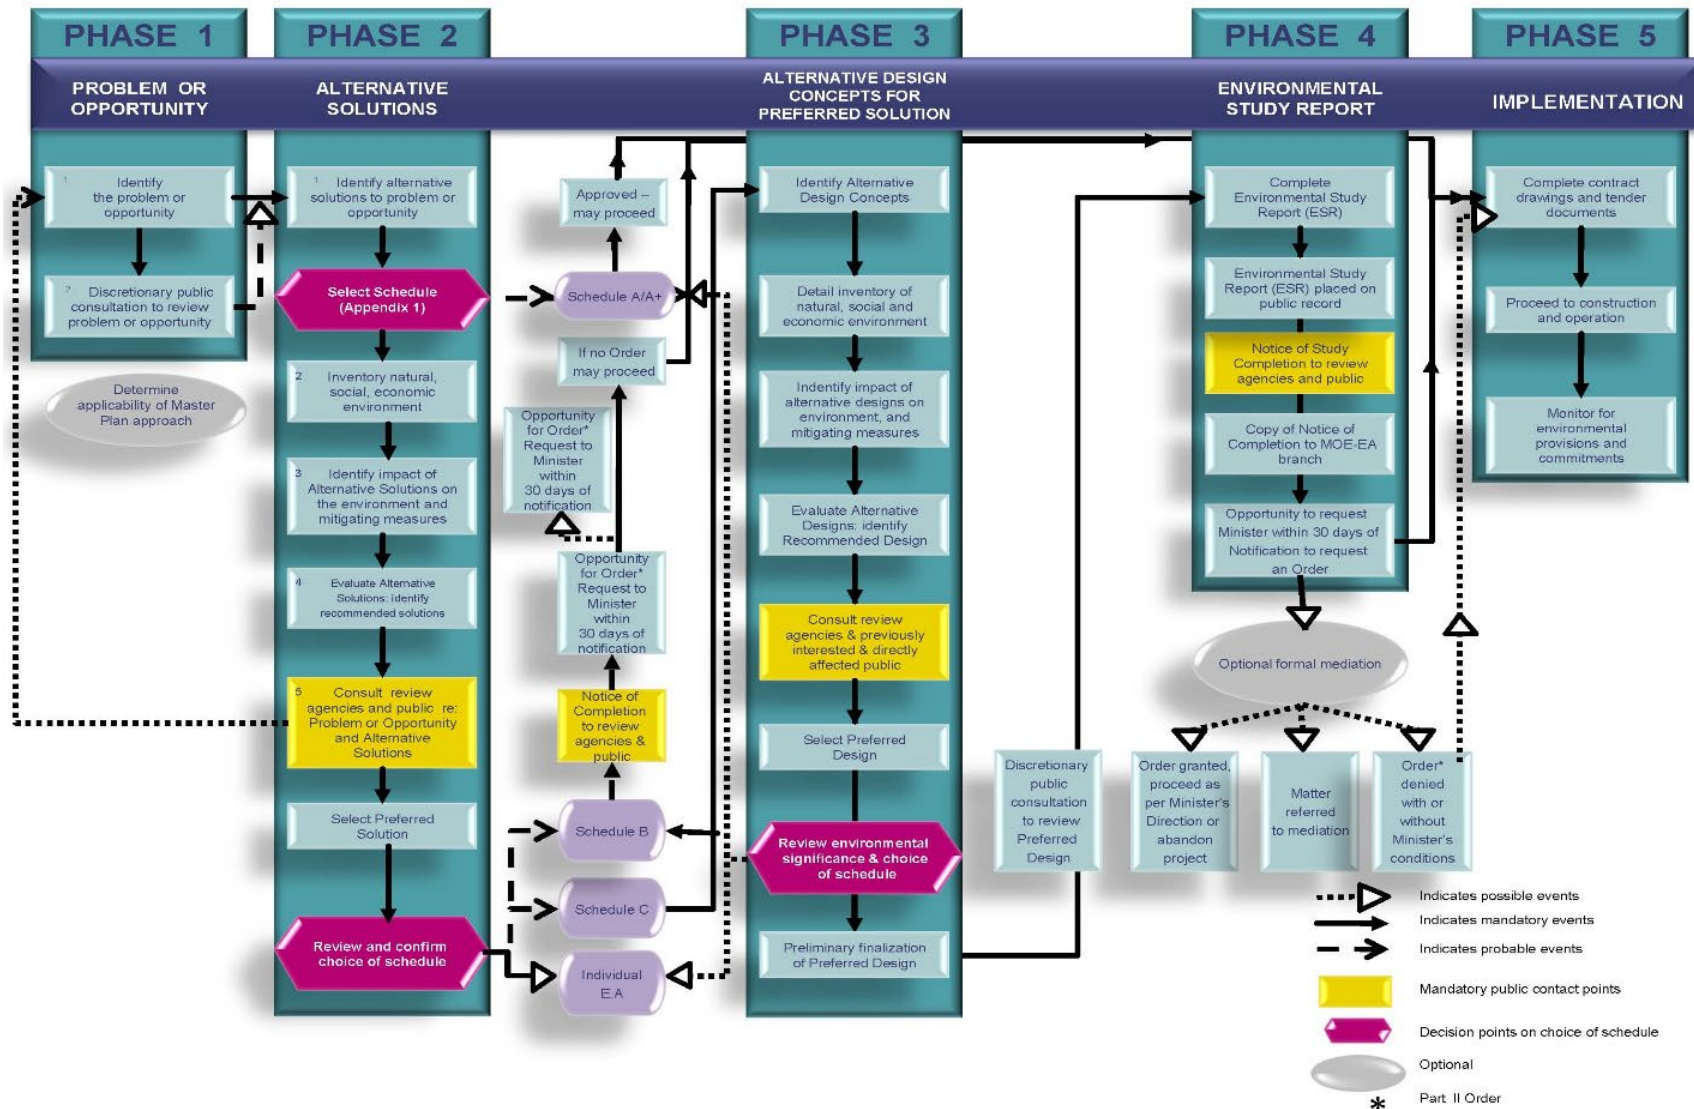 PHASE 1
PHASE 2
PHASE 3
PHASE 4
PHASE 5
PROBLEM OR
OPPORTUNITY
ALTERNATIVE
SOLUTIONS
ALTERNATIVE DESIGN
CONCEPTS FOR
PREFERRED SOLUTION
ENVIRONMENTAL
STUDY REPORT
IMPLEMENTATION
1 Identify
the problem or
opportunity
2 Discretionary public
consultation to review
problem or opportunity
Determine
applicability of Master
Plan approach
1 Identify alternative
solutions to problem or
opportunity
Select Schedule
(Appendix 1)
2 Inventory natural,
social, economic
environment
3 Identify impact of
Alternative Solutions on
the environment and
mitigating measures
4 Evaluate Alternative
Solutions: identify
recommended solutions
5 Consult review
agencies and public re:
Problem or Opportunity
and Alternative
Solutions
Select Preferred
Solution
Review and confirm
choice of schedule
Approved –
may proceed
Schedule A/A+
If no Order
may proceed
Opportunity
for Order*
Request to
Minister
within
30 days of
notification
Opportunity
for Order*
Request to
Minister
within
30 days of
notification
Notice of
Completion
to review
agencies &
public
Schedule B
Schedule C
Individual
E.A
Identify Alternative
Design Concepts
Detail inventory of
natural, social and
economic environment
Indentify impact of
alternative designs on
environment, and
mitigating measures
Evaluate Alternative
Designs: identify
Recommended Design
Consult review
agencies & previously
interested & directly
affected public
Select Preferred
Design
Review environmental
significance & choice
of schedule
Preliminary finalization
of Preferred Design
Discretionary
public
consultation
to review
Preferred
Design
Complete
Environmental Study
Report (ESR)
Environmental Study
Report (ESR) placed on
public record
Notice of Study
Completion to review
agencies and public
Copy of Notice of
Completion to MOE-EA
branch
Opportunity to request
Minister within 30 days of
Notification to request
an Order
Optional formal mediation
Order granted,
proceed as
per Minister's
Direction or
abandon
project
Matter
referred
to mediation
Order*
denied
with or
without
Minister's
conditions
Complete contract
drawings and tender
documents
Proceed to construction
and operation
Monitor for
environmental
provisions and
commitments
Indicates possible events
Indicates mandatory events
Indicates probable events
Mandatory public contact points
Decision points on choice of schedule
Optional
* Part II Order